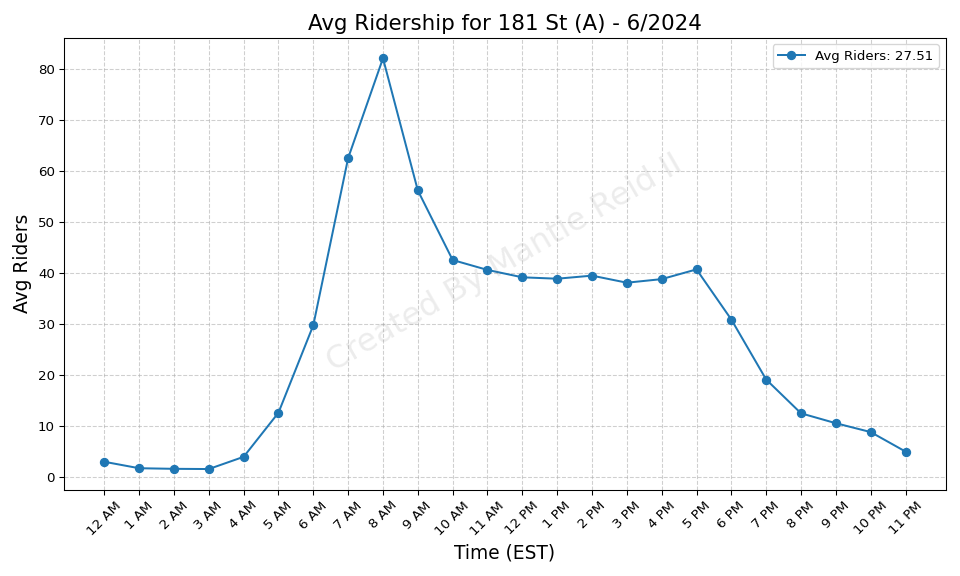 Avg Ridership for 181 St (A) - 6/2024
Avg Riders: 27.51
80
70
60
50
40
30
20
10
0
Avg Riders
Created By Mantie Reid II
12 AM
1 AM
2 AM
3 AM
4 AM
5 AM
6 AM
7 AM
8 AM
9 AM
10 AM
11 AM
12 PM
1 PM
2 PM
3 PM
4 PM
5 PM
6 PM
7 PM
8 PM
9 PM
10 PM
11 PM
Time (EST)